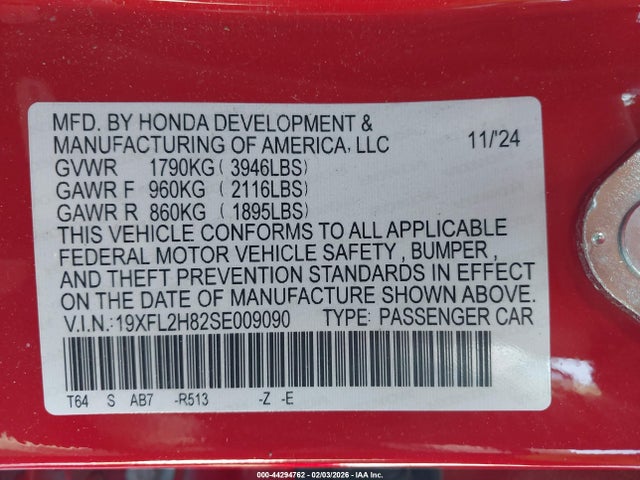 MFD. BY HONDA DEVELOPMENT &
MANUFACTURING OF AMERICA, LLC 11/'24
GVWR 1790KG ( 3946LBS)
GAWR F 960KG ( 2116LBS)
GAWR R 860KG ( 1895LBS)
THIS VEHICLE CONFORMS TO ALL APPLICABLE
FEDERAL MOTOR VEHICLE SAFETY , BUMPER ,
AND THEFT PREVENTION STANDARDS IN EFFECT
ON THE DATE OF MANUFACTURE SHOWN ABOVE.
V.I.N.:19XFL2H82SE009090 TYPE: PASSENGER CAR
T64 S AB7 -R513 -Z -E
000-44294762 - 02/03/2026 - IAA Inc.